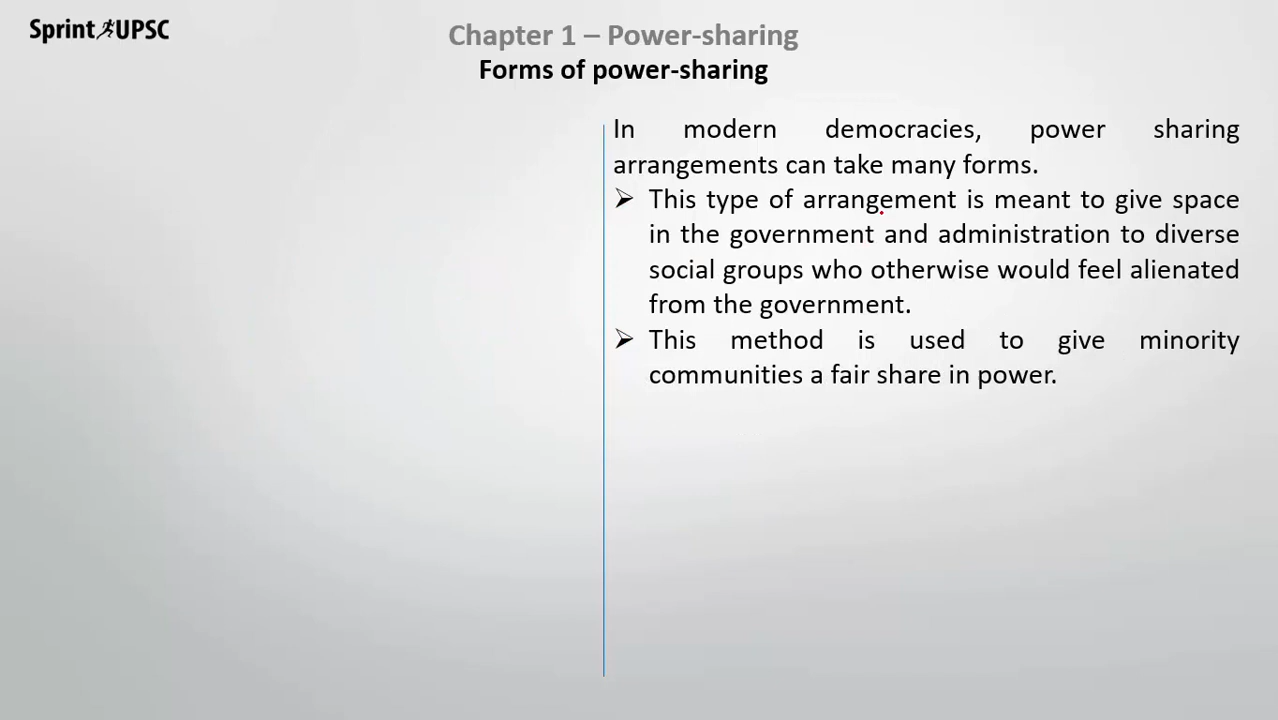 Sprint UPSC
Chapter 1 – Power-sharing
Forms of power-sharing
In modern democracies, power sharing
arrangements can take many forms.
➢ This type of arrangement is meant to give space
in the government and administration to diverse
social groups who otherwise would feel alienated
from the government.
➢ This method is used to give minority
communities a fair share in power.